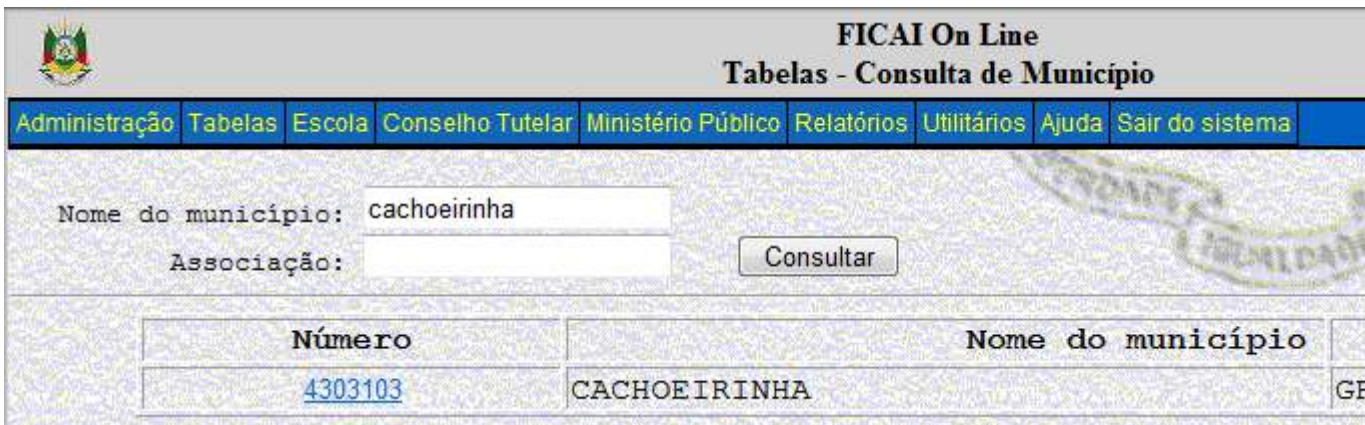 FICAI On Line
Tabelas - Consulta de Município
Administração Tabelas Escola Conselho Tutelar Ministério Público Relatórios Utilitários Ajuda Sair do sistema
Nome do município: cachoeirinha
Associação:
Consultar
Número Nome do município
4303103 CACHOEIRINHA